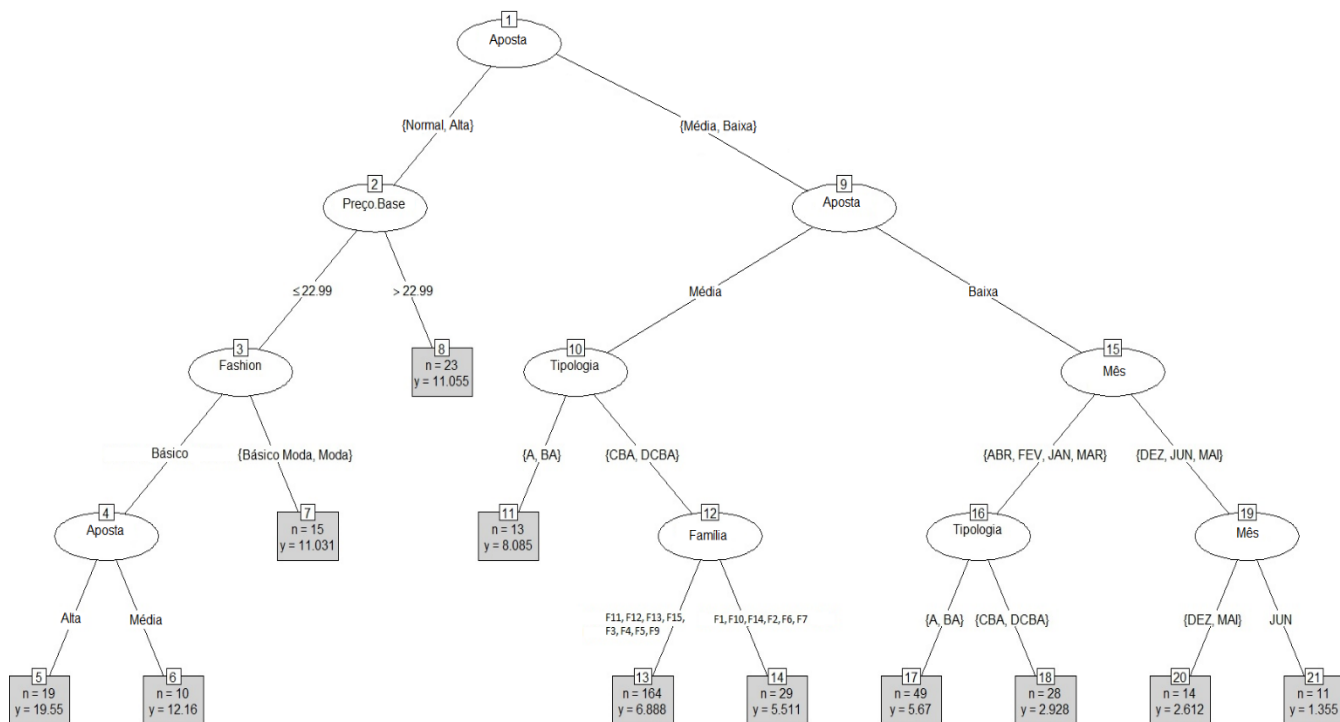 1
Aposta
{Normal, Alta}
{Média, Baixa}
2
Preço.Base
9
Aposta
≤ 22.99
> 22.99
Média
Baixa
3
Fashion
8
n = 23
y = 11.055
10
Tipologia
15
Mês
Básico
{Básico Moda, Moda}
{A, BA}
{CBA, DCBA}
{ABR, FEV, JAN, MAR}
{DEZ, JUN, MAI}
4
Aposta
7
n = 15
y = 11.031
11
n = 13
y = 8.085
12
Família
16
Tipologia
19
Mês
Alta
Média
F11, F12, F13, F15,
F3, F4, F5, F9
F1, F10, F14, F2, F6, F7
{A, BA}
{CBA, DCBA}
{DEZ, MAI}
JUN
5
n = 19
y = 19.55
6
n = 10
y = 12.16
13
n = 164
y = 6.888
14
n = 29
y = 5.511
17
n = 49
y = 5.67
18
n = 28
y = 2.928
20
n = 14
y = 2.612
21
n = 11
y = 1.355